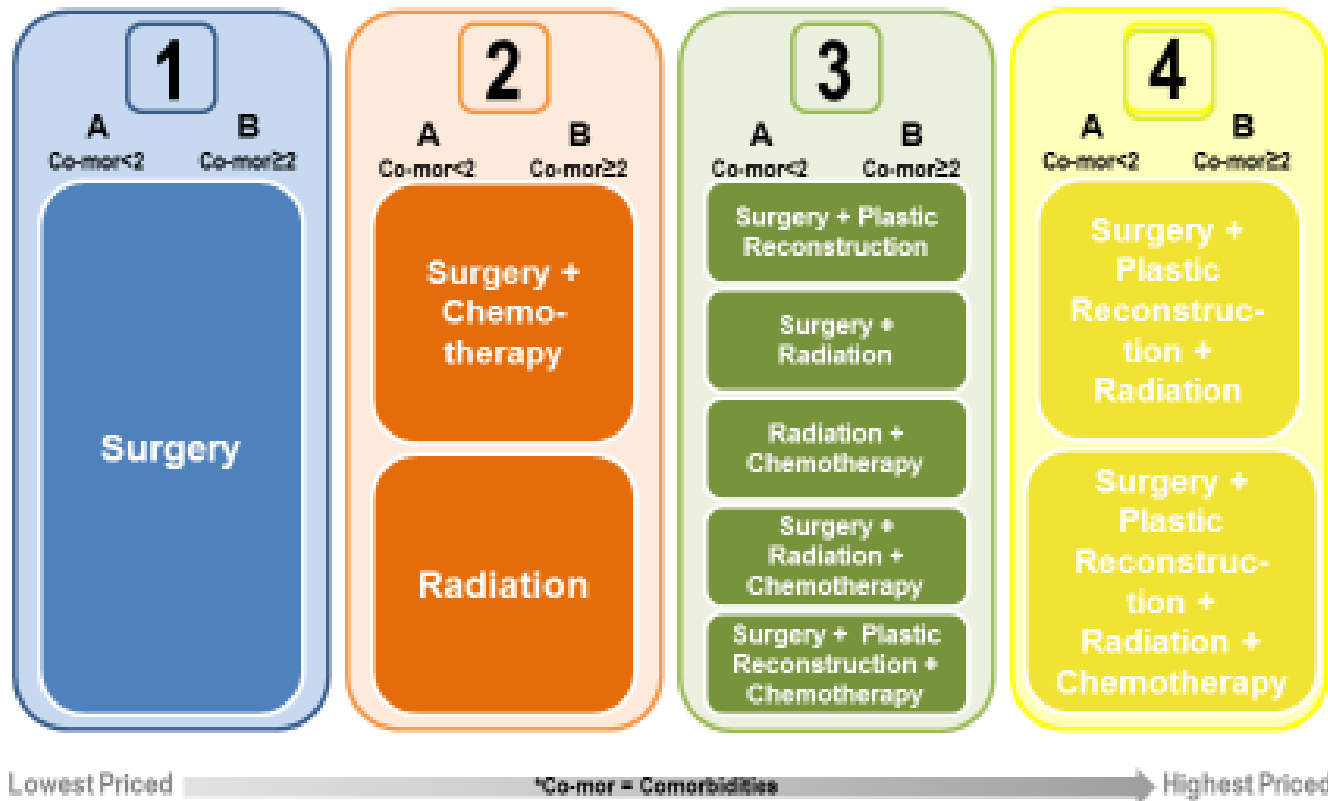 1
A B
Co-mor<2 Co-mor≥2
Surgery
2
A B
Co-mor<2 Co-mor≥2
Surgery +
Chemo-
therapy
Radiation
3
A B
Co-mor<2 Co-mor≥2
Surgery + Plastic
Reconstruction
Surgery +
Radiation
Radiation +
Chemotherapy
Surgery +
Radiation +
Chemotherapy
Surgery + Plastic
Reconstruction +
Chemotherapy
4
A B
Co-mor<2 Co-mor≥2
Surgery +
Plastic
Reconstruc-
tion +
Radiation
Surgery +
Plastic
Reconstruc-
tion +
Radiation +
Chemotherapy
Lowest Priced *Co-mor = Comorbidities Highest Priced